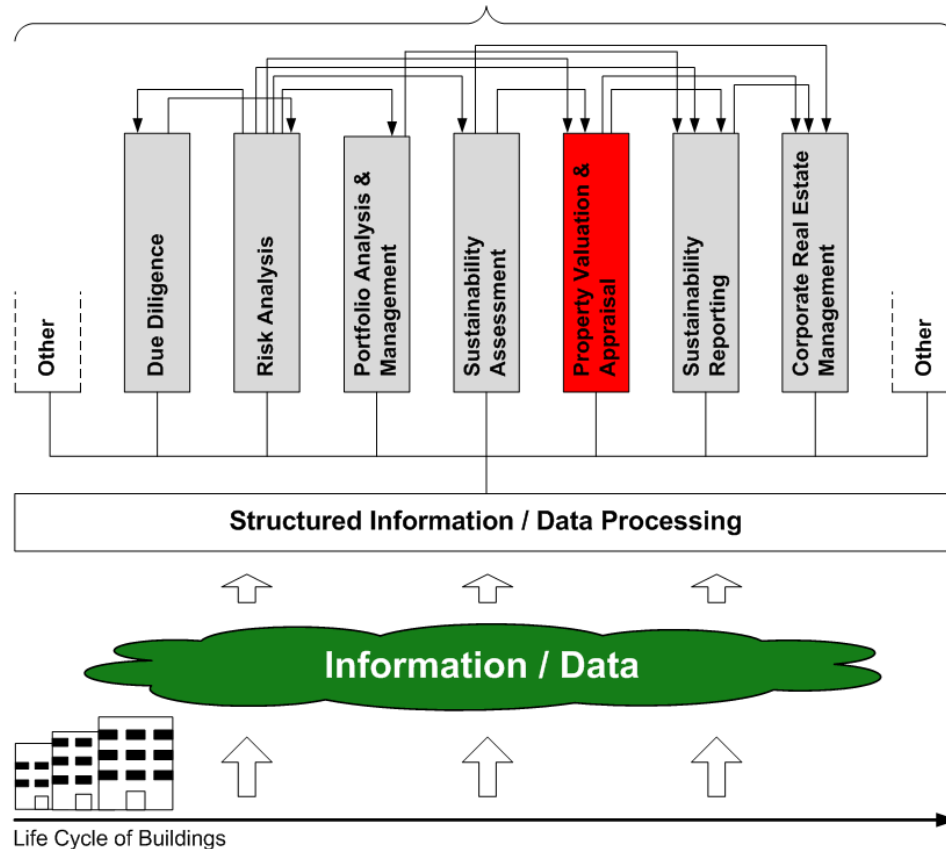 Other
Due Diligence
Risk Analysis
Portfolio Analysis &
Management
Sustainability
Assessment
Property Valuation &
Appraisal
Sustainability
Reporting
Corporate Real Estate
Management
Other
Structured Information / Data Processing
Information / Data
Life Cycle of Buildings